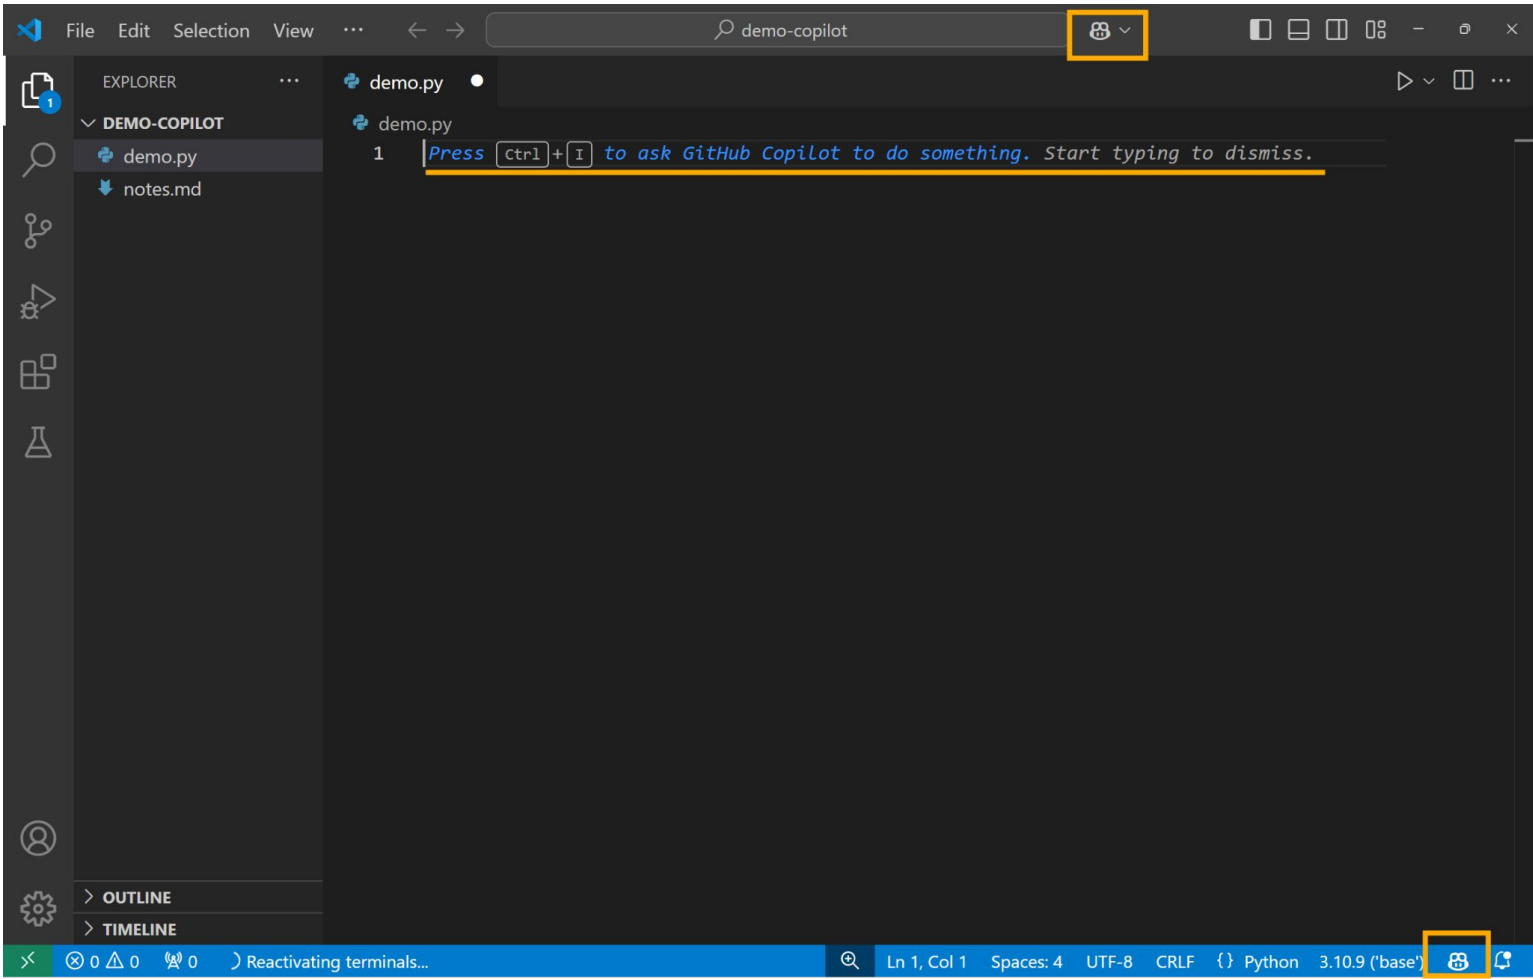 File Edit Selection View ··· demo-copilot
EXPLORER ···
demo.py
DEMO-COPILOT
demo.py
notes.md
demo.py
1 Press Ctrl+I to ask GitHub Copilot to do something. Start typing to dismiss.
1
OUTLINE
TIMELINE
0 0 0 Reactivating terminals... Ln 1, Col 1 Spaces: 4 UTF-8 CRLF {} Python 3.10.9 ('base')